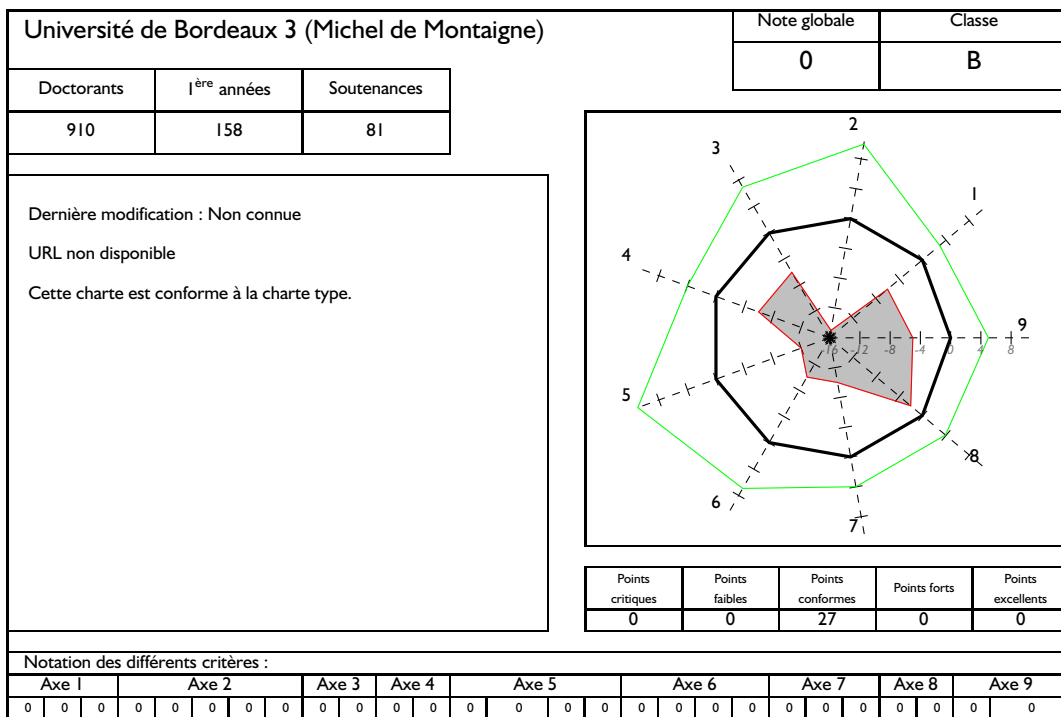 Université de Bordeaux 3 (Michel de Montaigne)
Note globale Classe
0 B
Doctorants 1ère années Soutenances
910 158 81
Dernière modification : Non connue
URL non disponible
Cette charte est conforme à la charte type.
2
3
1
4
9
-16 -12 -8 -4 0 4 8
5
8
6
7
Points critiques Points faibles Points conformes Points forts Points excellents
0 0 27 0 0
Notation des différents critères :
Axe 1 Axe 2 Axe 3 Axe 4 Axe 5 Axe 6 Axe 7 Axe 8 Axe 9
0 0 0 0 0 0 0 0 0 0 0 0 0 0 0 0 0 0 0 0 0 0 0 0 0 0 0